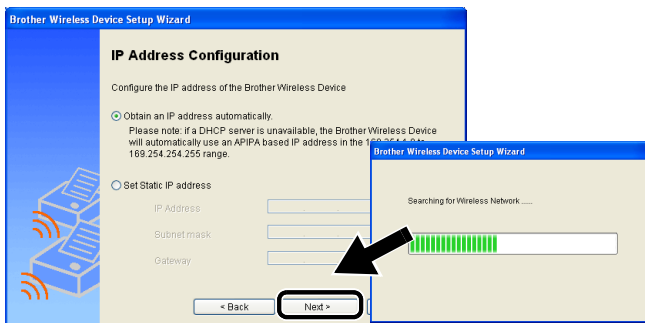 Brother Wireless Device Setup Wizard
IP Address Configuration
Configure the IP address of the Brother Wireless Device
Obtain an IP address automatically.
Please note: if a DHCP server is unavailable, the Brother Wireless Device
will automatically use an APIPA based IP address in the
169.254.254.255 range.
Set Static IP address
IP Address
Subnet mask
Gateway
< Back
Next >
Brother Wireless Device Setup Wizard
Searching for Wireless Network ......